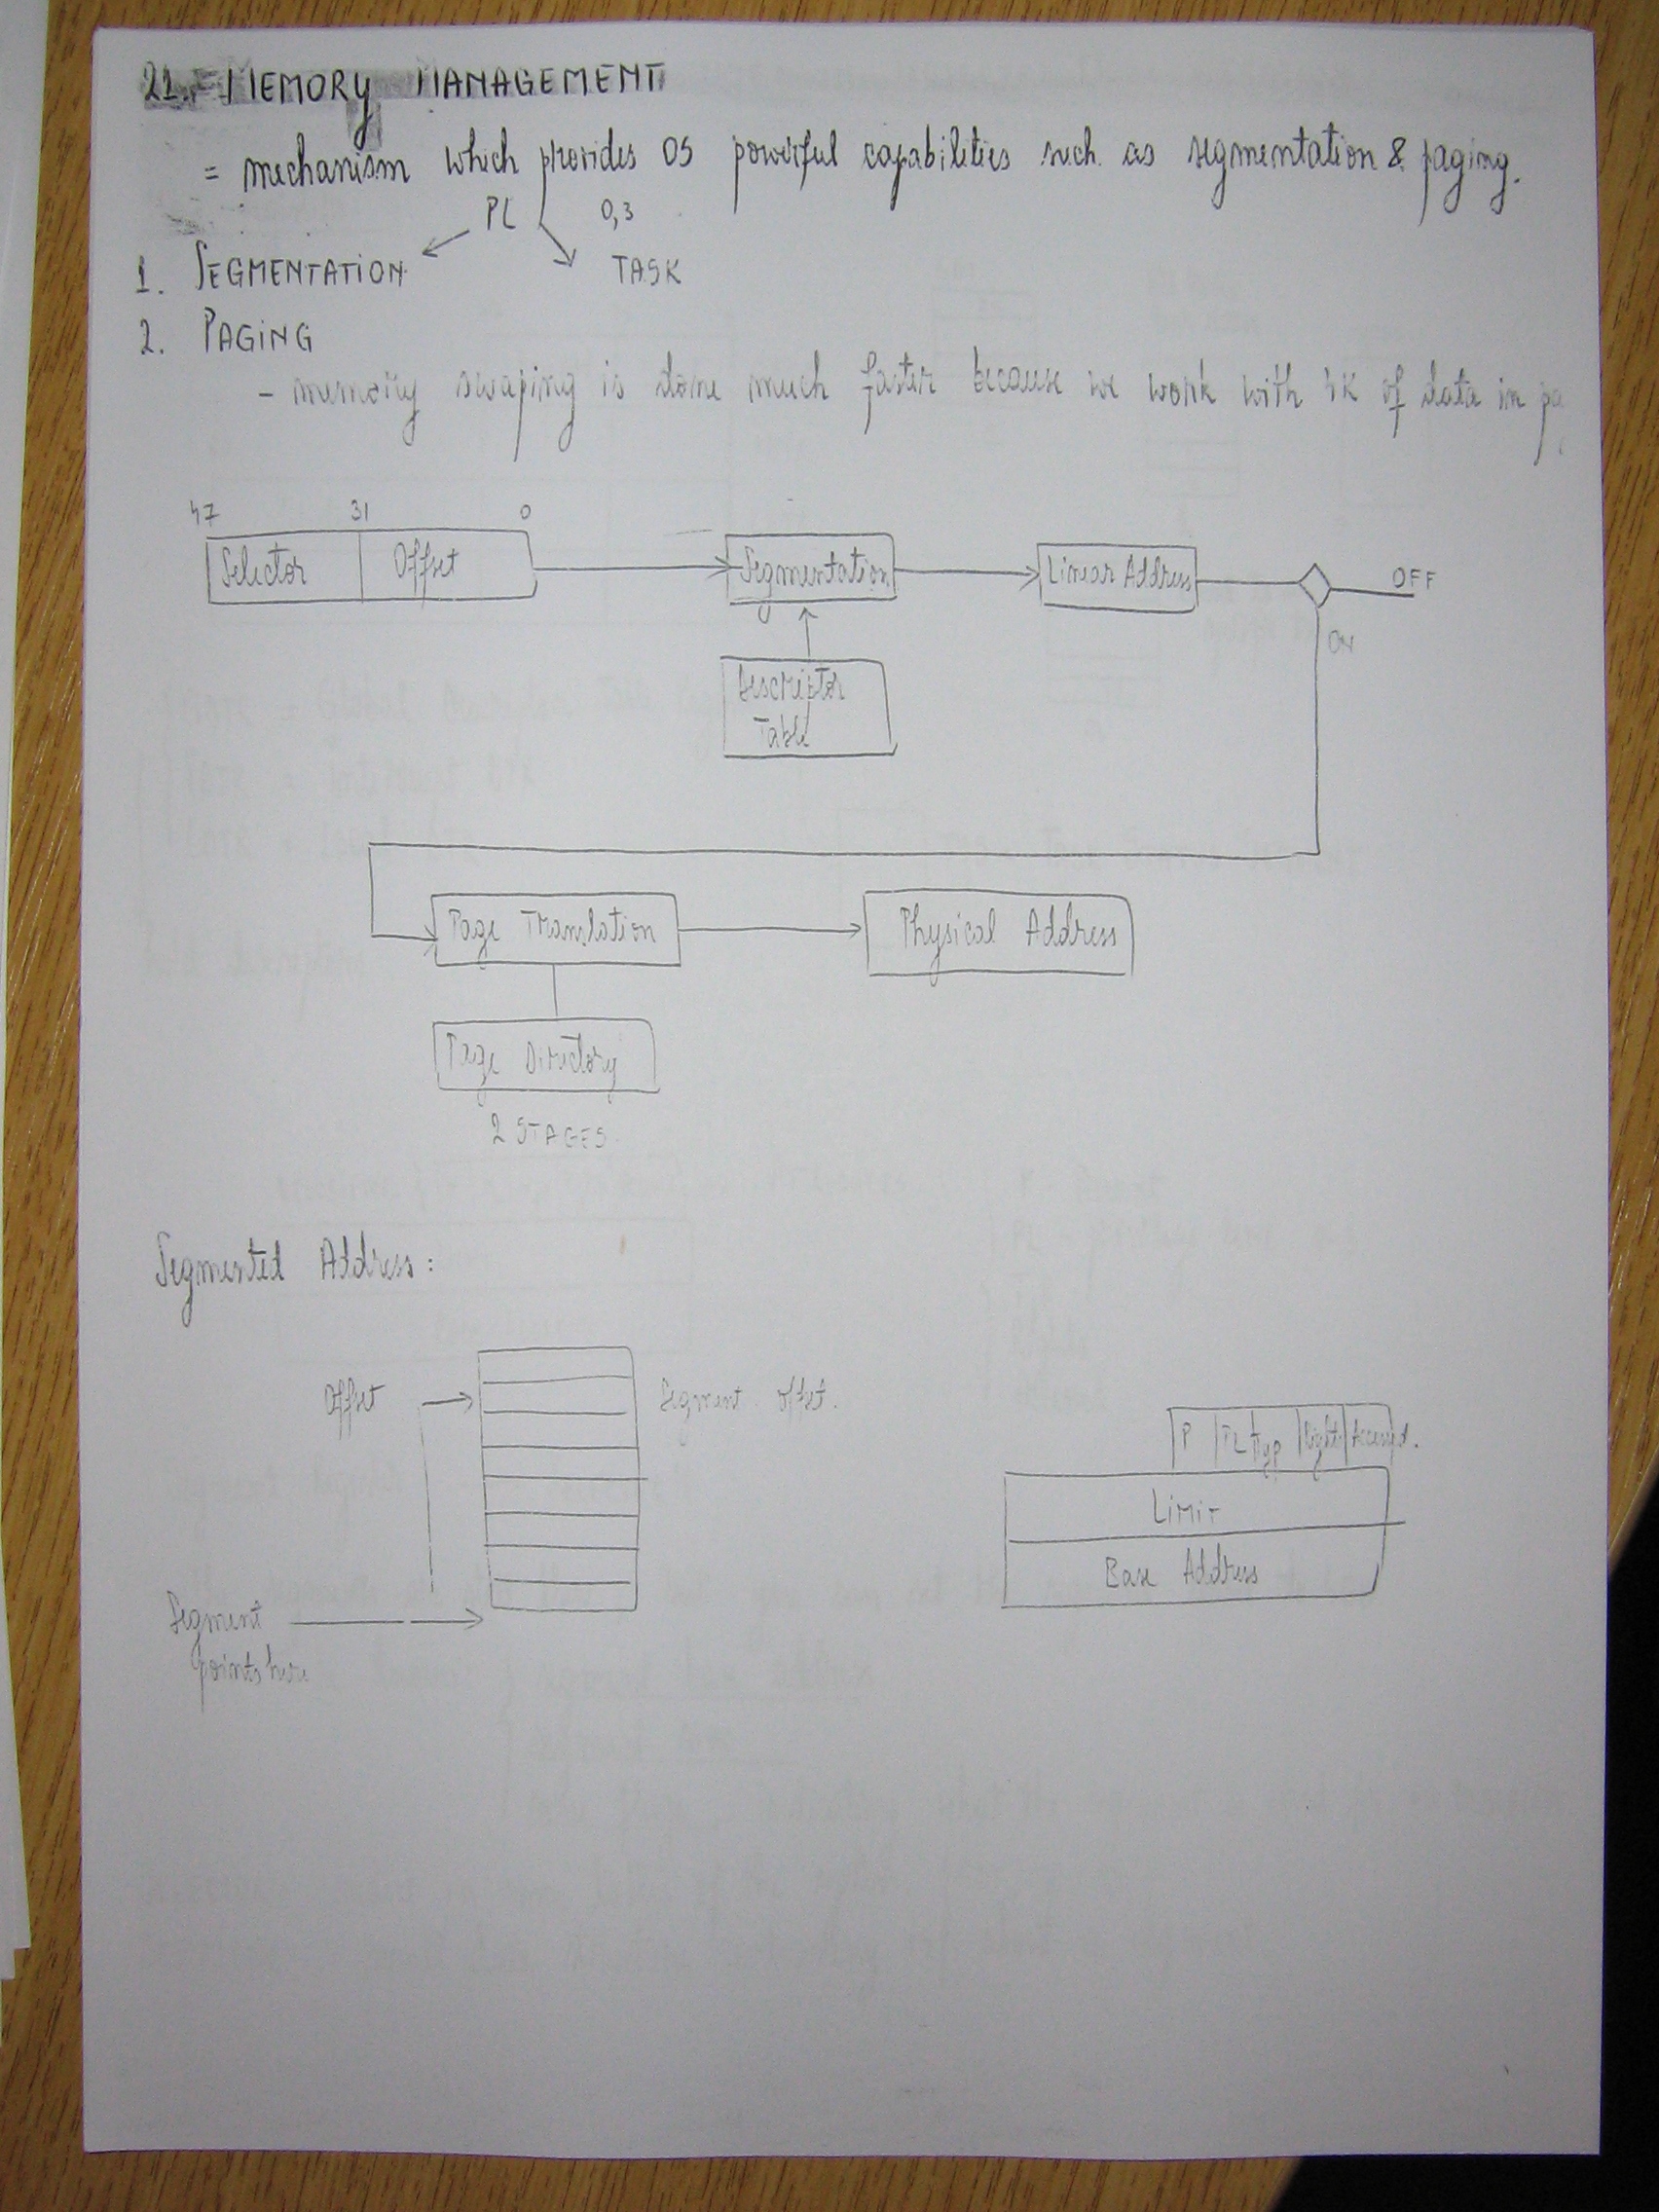 21. MEMORY MANAGEMENT
= mechanism which provides OS powerful capabilities such as segmentation & paging.
PL 0,3
1. SEGMENTATION TASK
2. PAGING
- memory swaping is done much faster because we work with 4K of data in
47 31 0
Selector Offset Segmentation Linear Address OFF
ON
Descriptor
Table
Page Translation Physical Address
Page Directory
2 STAGES
Segmented Address:
Offset Segment offset.
P PL Typ Right Accessed.
Limit
Base Address
Segment
points here